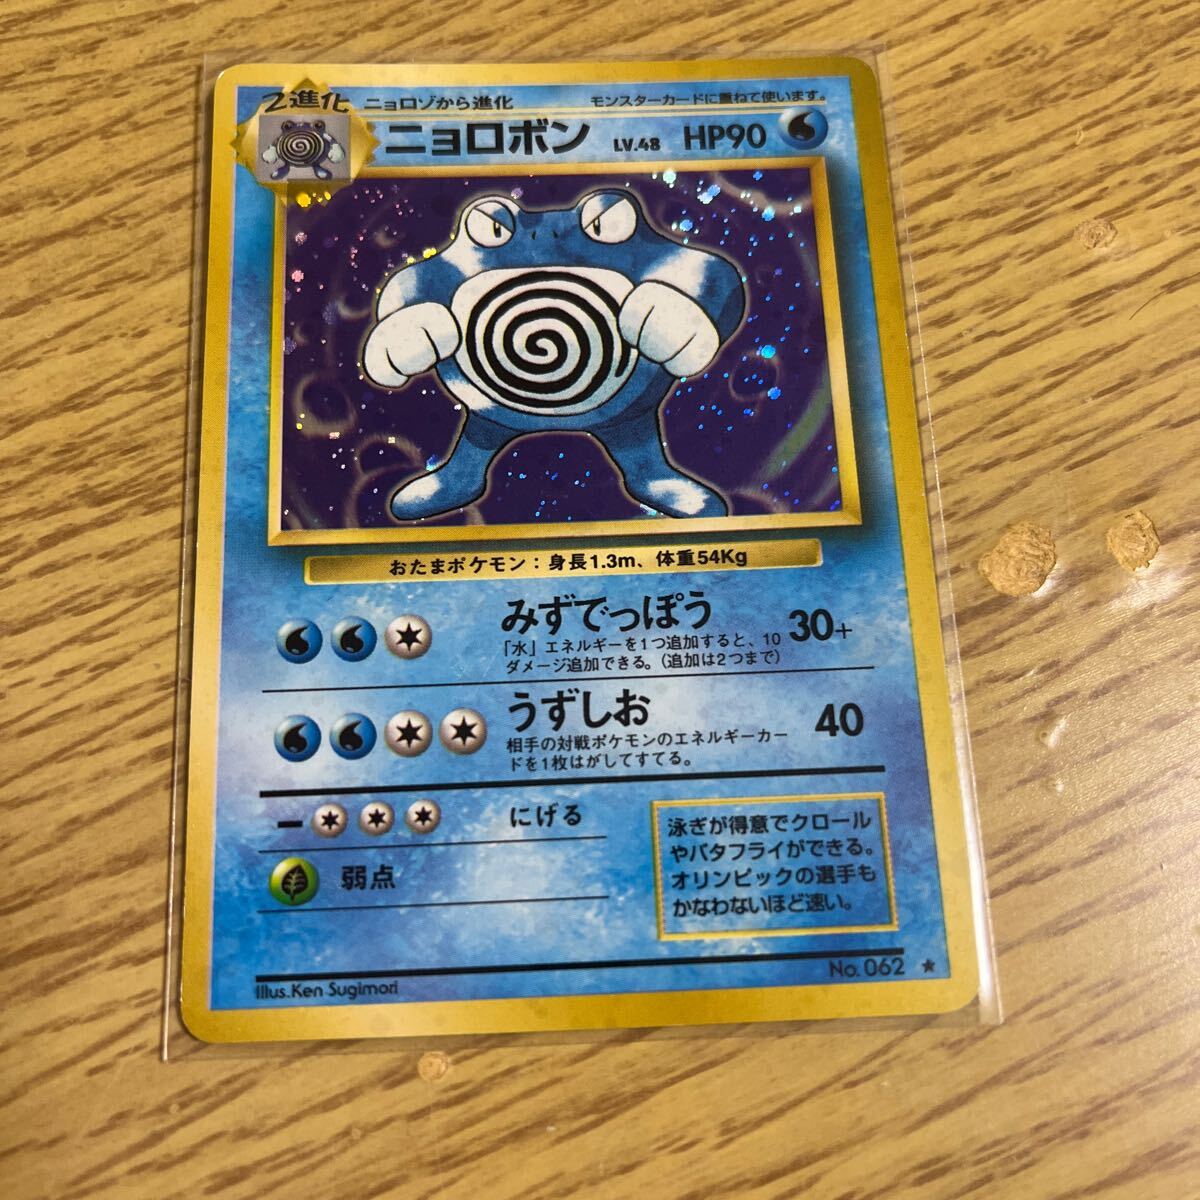 2進化 ニョロゾから進化 モンスターカードに重ねて使います。
ニョロボン LV.48 HP90
おたまポケモン：身長1.3m、体重54Kg
みずでっぽう 30+
「水」エネルギーを1つ追加すると、10
ダメージ追加できる。（追加は2つまで）
うずしお 40
相手の対戦ポケモンのエネルギーカー
ドを1枚はがしてすてる。
にげる
弱点
泳ぎが得意でクロール
やバタフライができる。
オリンピックの選手も
かなわないほど速い。
Illus.Ken Sugimori
No.062 ★